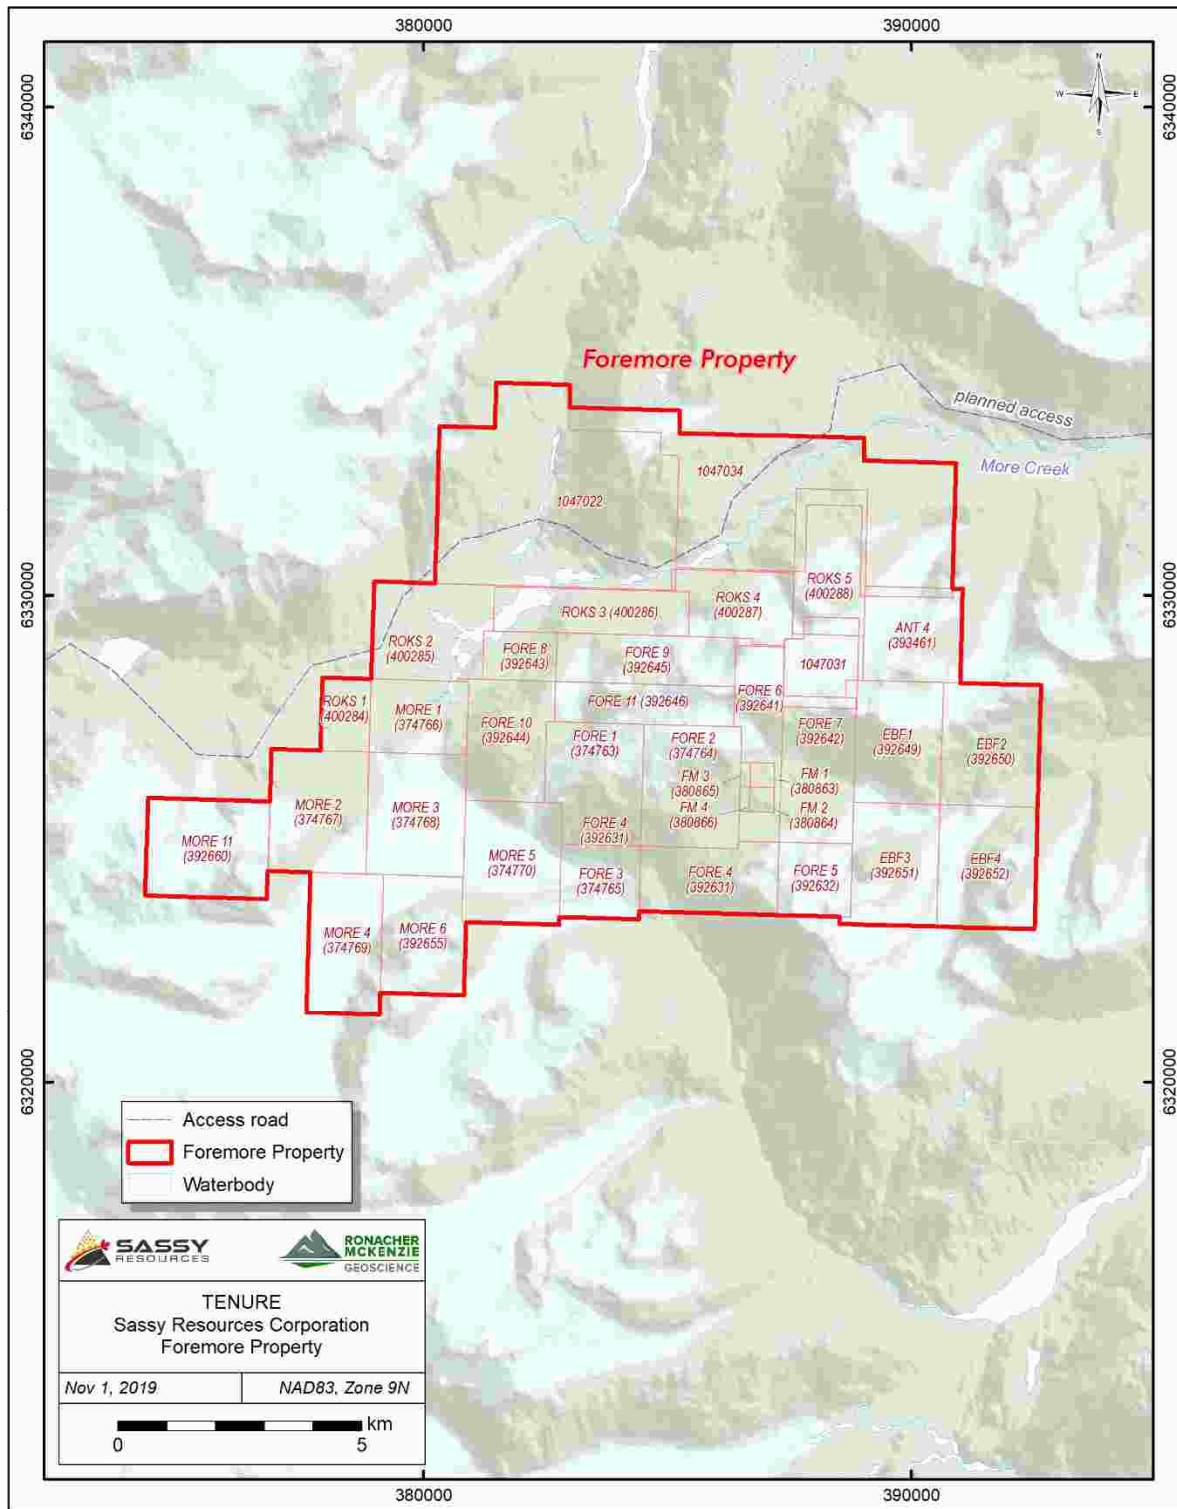 380000
390000
6340000
6340000
N
W
E
S
Foremore Property
planned access
More Creek
1047034
1047022
6330000
6330000
ROKS 5
(400288)
ROKS 4
(400287)
ROKS 3 (400286)
ANT 4
(393461)
ROKS 2
(400285)
FORE 8
(392643)
FORE 9
(392645)
1047031
ROKS 1
(400284)
MORE 1
(374766)
FORE 11 (392646)
FORE 6
(392641)
FORE 10
(392644)
FORE 1
(374763)
FORE 2
(374764)
FORE 7
(392642)
EBF1
(392649)
EBF2
(392650)
FM 3
(380865)
FM 1
(380863)
MORE 2
(374767)
MORE 3
(374768)
FM 4
(380866)
FM 2
(380864)
FORE 4
(392631)
MORE 11
(392660)
MORE 5
(374770)
FORE 3
(374765)
FORE 4
(392631)
FORE 5
(392632)
EBF3
(392651)
EBF4
(392652)
MORE 4
(374769)
MORE 6
(392655)
6320000
6320000
Access road
Foremore Property
Waterbody
SASSY
RESOURCES
RONACHER
MCKENZIE
GEOSCIENCE
TENURE
Sassy Resources Corporation
Foremore Property
Nov 1, 2019
NAD83, Zone 9N
km
0
5
380000
390000